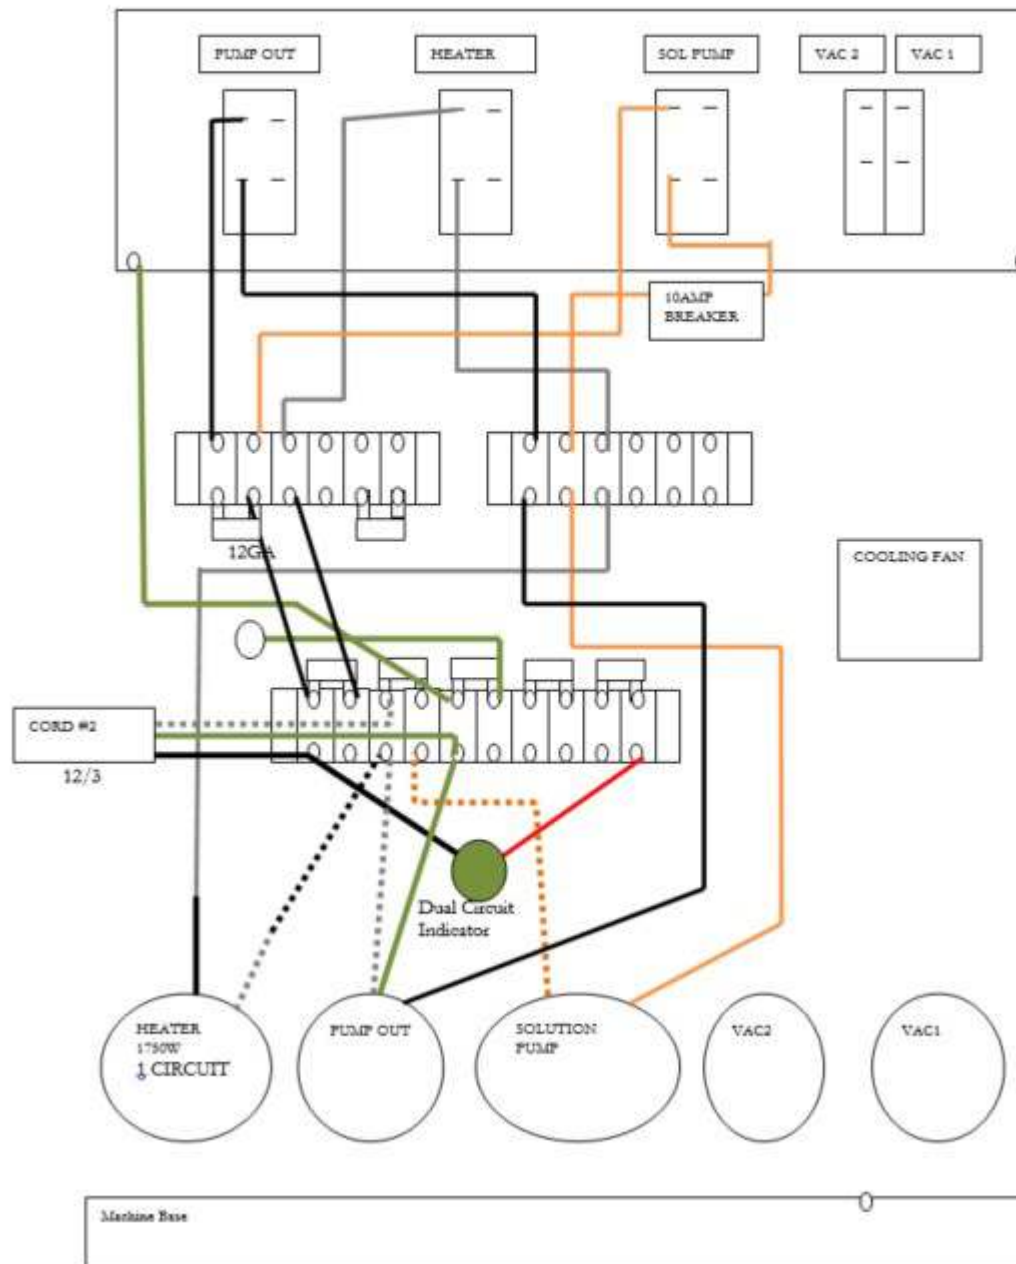 PUMP OUT
HEATER
SOL PUMP
VAC 2
VAC 1
10AMP
BREAKER
12GA
COOLING FAN
CORD #2
12/3
Dual Circuit
Indicator
HEATER
1750W
1 CIRCUIT
PUMP OUT
SOLUTION
PUMP
VAC2
VAC1
Machine Base